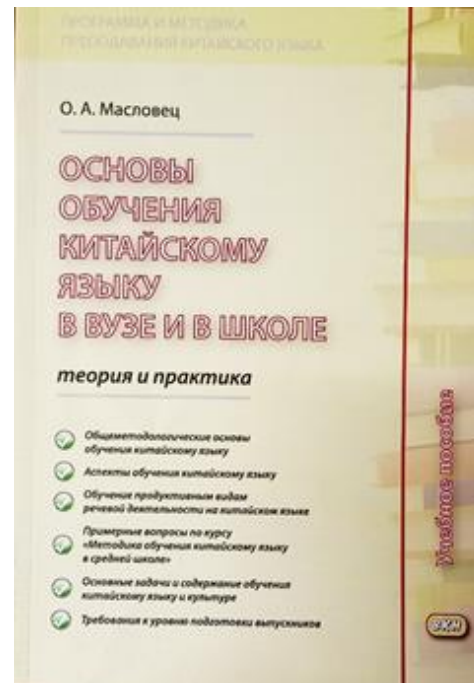 ПРОГРАММА И МЕТОДИКА
ПРЕПОДАВАНИЯ КИТАЙСКОГО ЯЗЫКА
О. А. Масловец
ОСНОВЫ
ОБУЧЕНИЯ
КИТАЙСКОМУ
ЯЗЫКУ
В ВУЗЕ И В ШКОЛЕ
теория и практика
Общеметодологические основы
обучения китайскому языку
Аспекты обучения китайскому языку
Обучение продуктивным видам
речевой деятельности на китайском языке
Примерные вопросы по курсу
«Методика обучения китайскому языку
в средней школе»
Основные задачи и содержание обучения
китайскому языку и культуре
Требования к уровню подготовки выпускников
Учебное пособие
ВКН